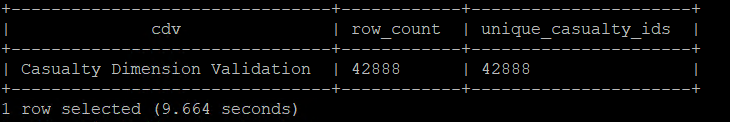 +--------------------------------+------------+----------------------+
| cdv | row_count | unique_casualty_ids |
+--------------------------------+------------+----------------------+
| Casualty Dimension Validation | 42888 | 42888 |
+--------------------------------+------------+----------------------+
1 row selected (9.664 seconds)